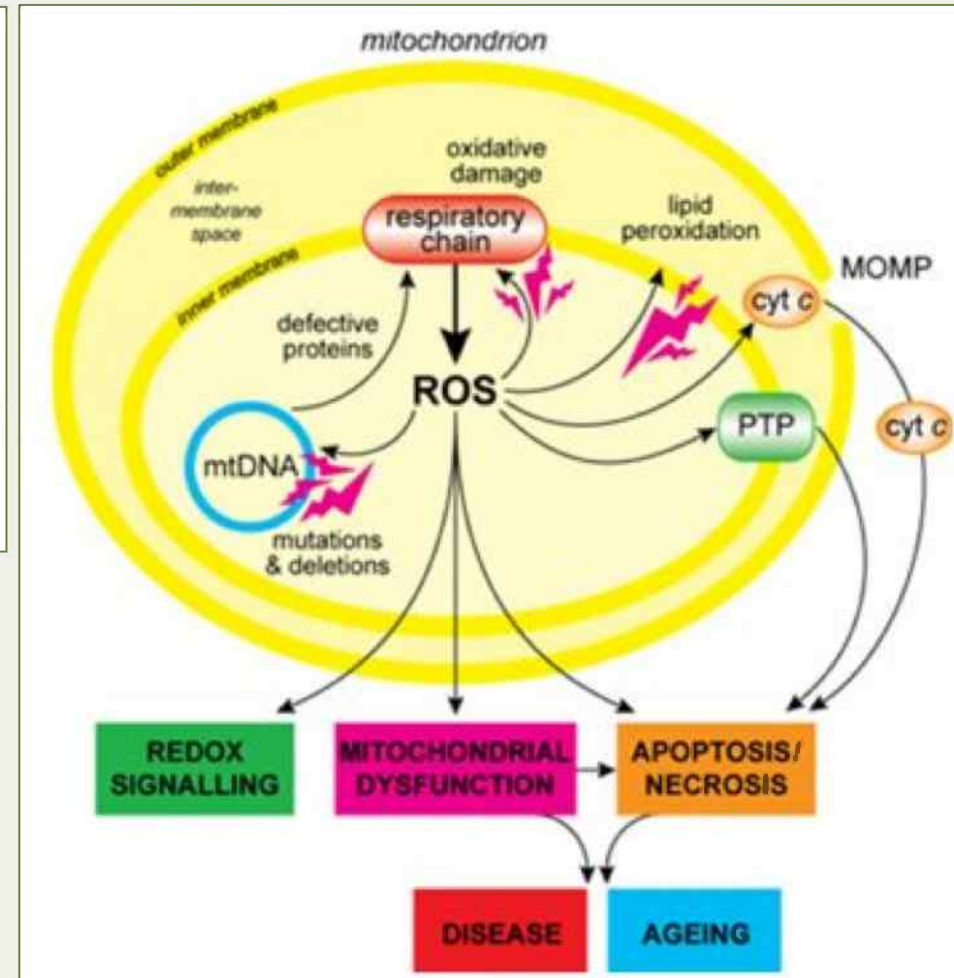 mitochondrion
outer membrane
inter-
membrane
space
inner membrane
oxidative
damage
respiratory
chain
lipid
peroxidation
MOMP
cyt c
defective
proteins
ROS
PTP
cyt c
mtDNA
mutations
& deletions
REDOX
SIGNALLING
MITOCHONDRIAL
DYSFUNCTION
APOPTOSIS/
NECROSIS
DISEASE
AGEING